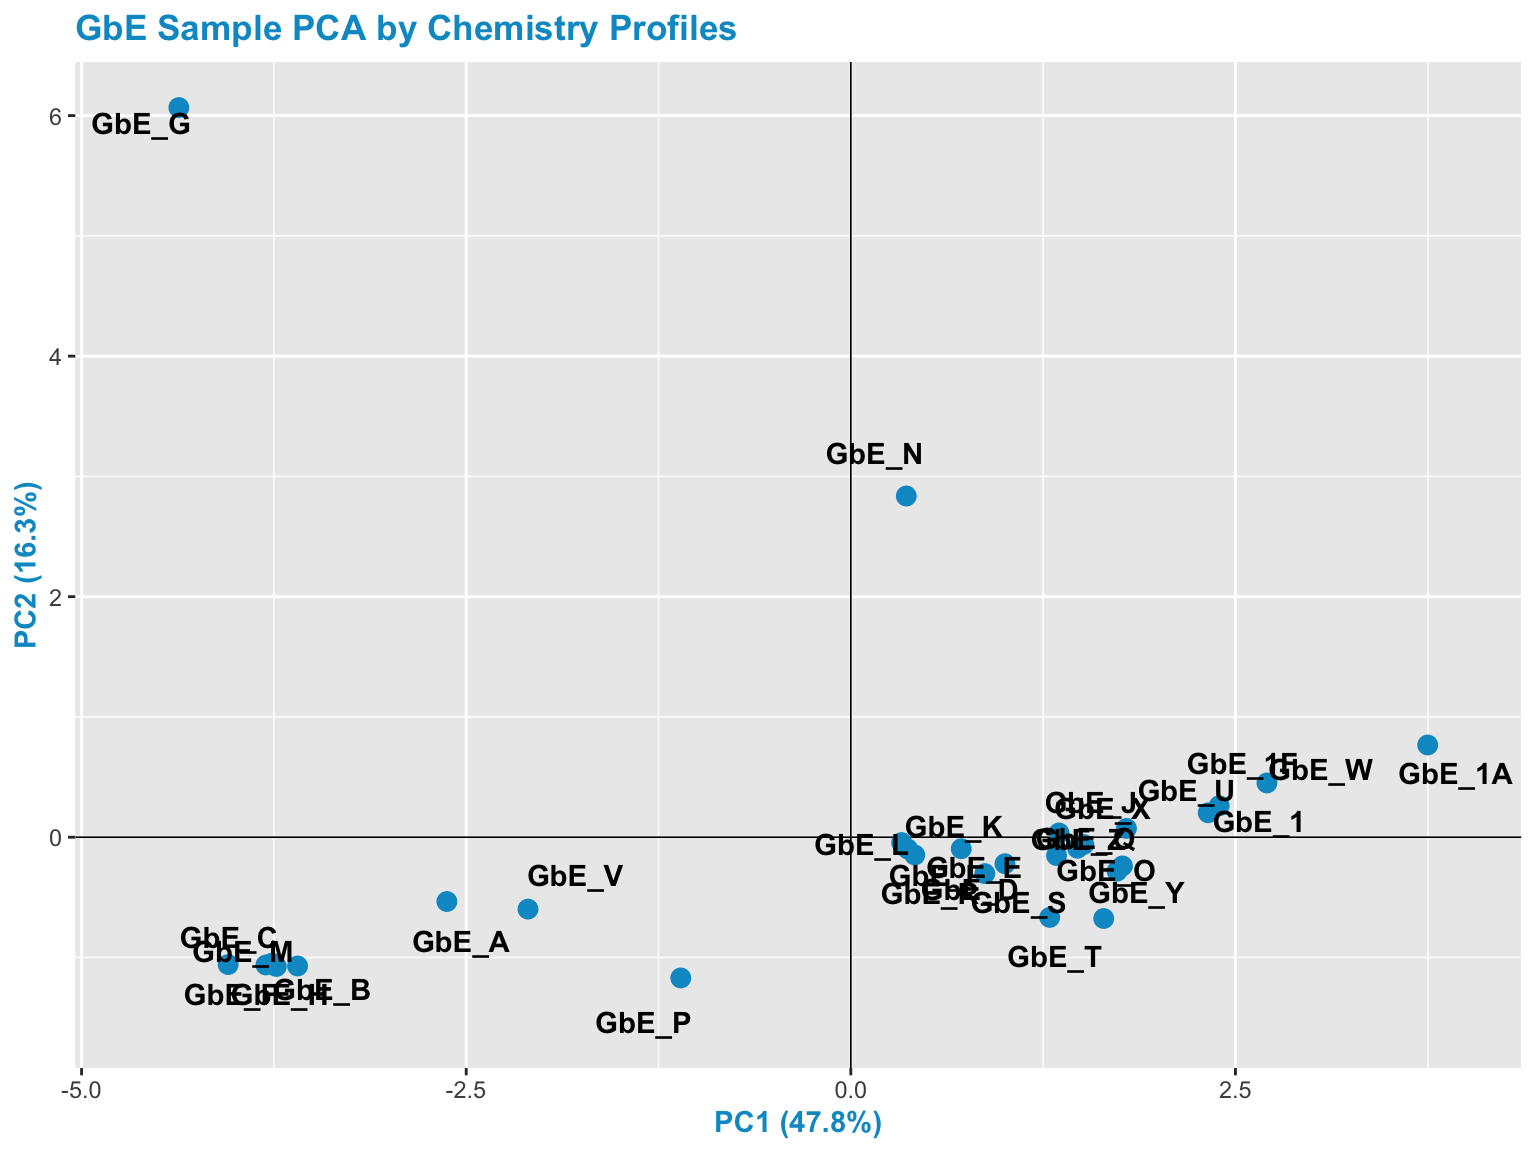 GbE Sample PCA by Chemistry Profiles
6
GbE_G
4
GbE_N
PC2 (16.3%)
2
GbE_W
GbE_1A
GbE_U
GbE_X
GbE_1
GbE_K
0
GbE_L
GbE_E
GbE_O
GbE_V
GbE_D
GbE_Y
GbE_S
GbE_C
GbE_A
GbE_M
GbE_T
GbE_H
GbE_B
GbE_P
-5.0
-2.5
0.0
2.5
PC1 (47.8%)